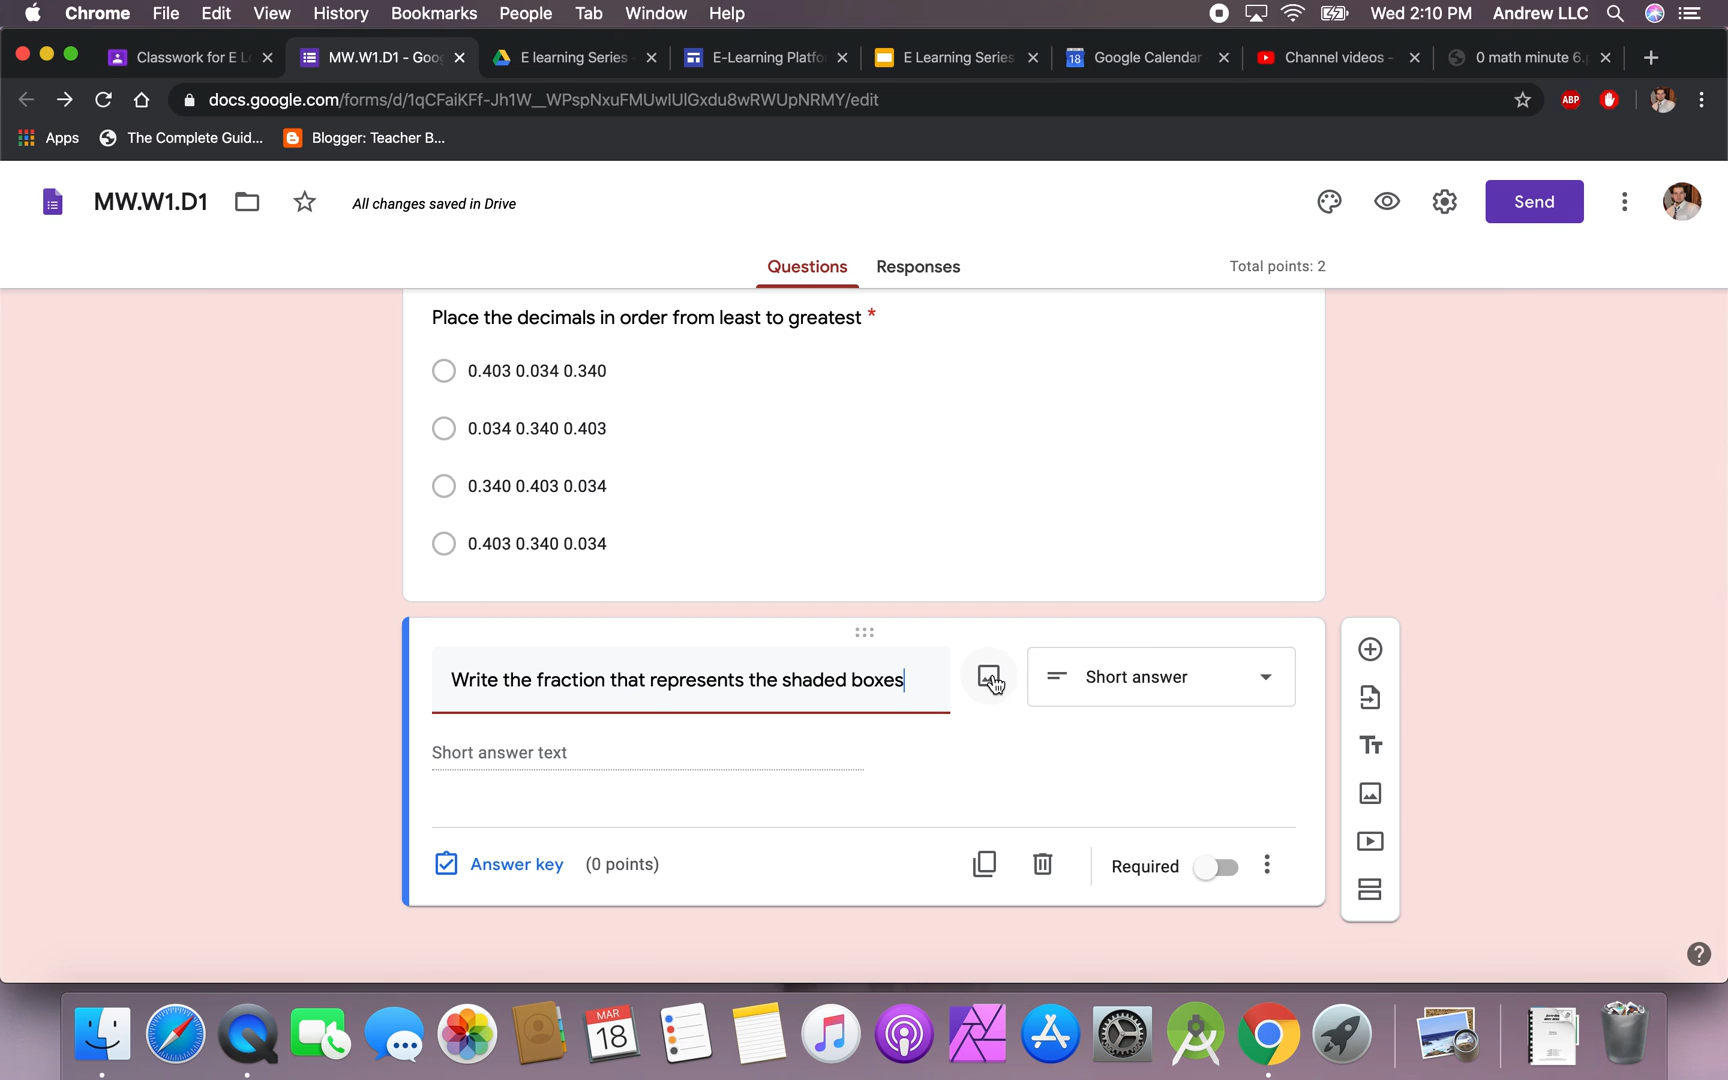 Chrome File Edit View History Bookmarks People Tab Window Help Wed 2:10 PM Andrew LLC
Classwork for E L MW.W1.D1 - Goo E learning Series - E-Learning Platfo E Learning Series 18 Google Calendar Channel videos - 0 math minute 6.p
docs.google.com/forms/d/1qCFaiKFf-Jh1W__WPspNxuFMUwIUlGxdu8wRWUpNRMY/edit ABP
Apps The Complete Guid... Blogger: Teacher B...
MW.W1.D1 All changes saved in Drive Send
Questions Responses Total points: 2
Place the decimals in order from least to greatest *
0.403 0.034 0.340
0.034 0.340 0.403
0.340 0.403 0.034
0.403 0.340 0.034
Write the fraction that represents the shaded boxes Short answer
Tт
Short answer text
Answer key (0 points) Required
?
MAR
18